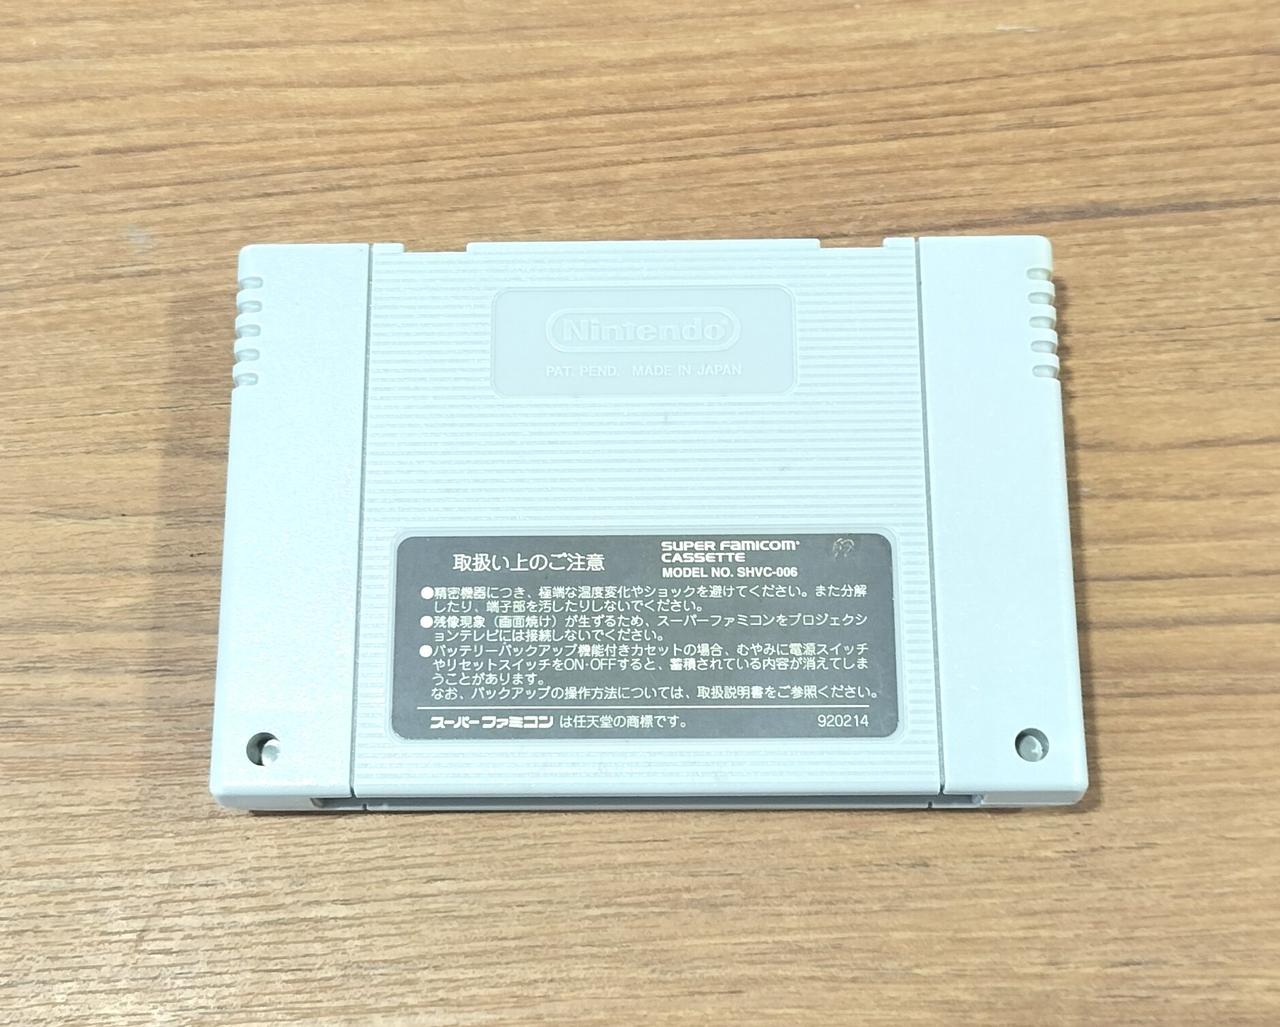 Nintendo
PAT. PEND. MADE IN JAPAN
取扱い上のご注意
SUPER FAMICOM
CASSETTE
MODEL NO. SHVC-006
●精密機器につき、極端な温度変化やショックを避けてください。また分解
したり、端子部を汚したりしないでください。
●残像現象（画面焼け）が生ずるため、スーパーファミコンをプロジェクシ
ョンテレビには接続しないでください。
●バッテリーバックアップ機能付きカセットの場合、むやみに電源スイッチ
やリセットスイッチをON・OFFすると、蓄積されている内容が消えてしま
うことがあります。
なお、バックアップの操作方法については、取扱説明書をご参照ください。
スーパーファミコン は任天堂の商標です。
920214